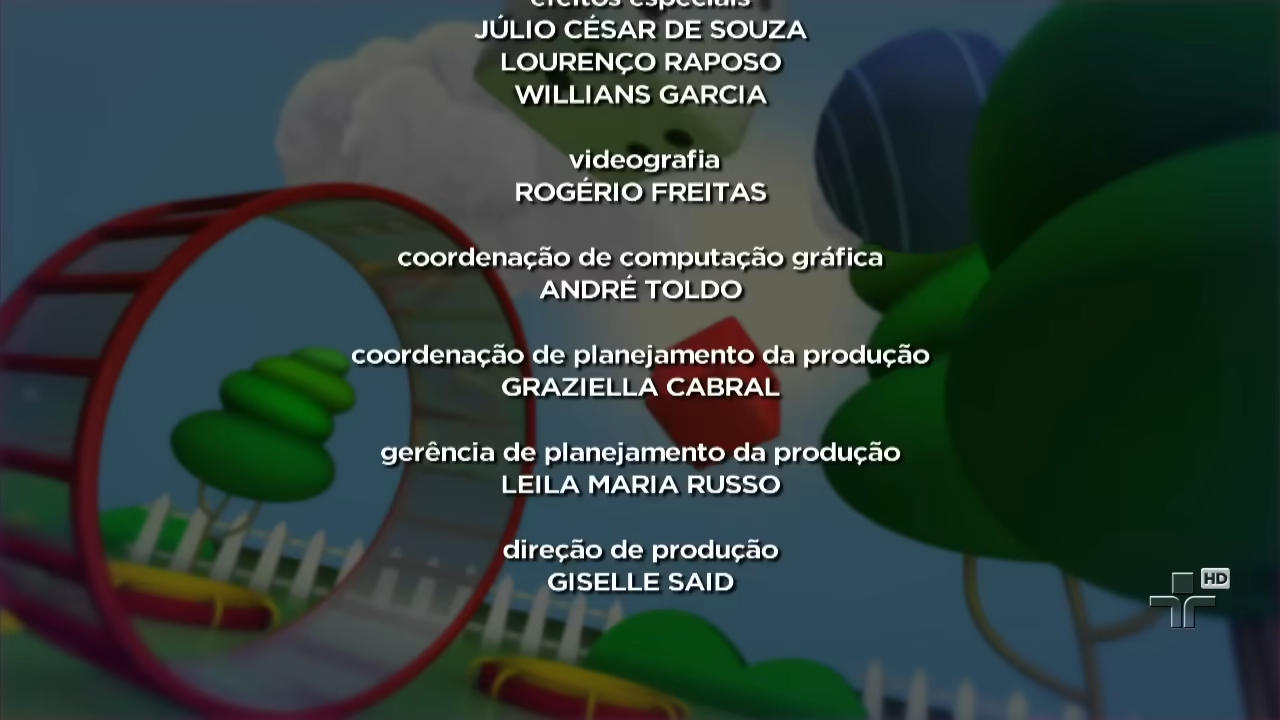 efeitos especiais
JÚLIO CÉSAR DE SOUZA
LOURENÇO RAPOSO
WILLIANS GARCIA
videografia
ROGÉRIO FREITAS
coordenação de computação gráfica
ANDRÉ TOLDO
coordenação de planejamento da produção
GRAZIELLA CABRAL
gerência de planejamento da produção
LEILA MARIA RUSSO
direção de produção
GISELLE SAID
HD